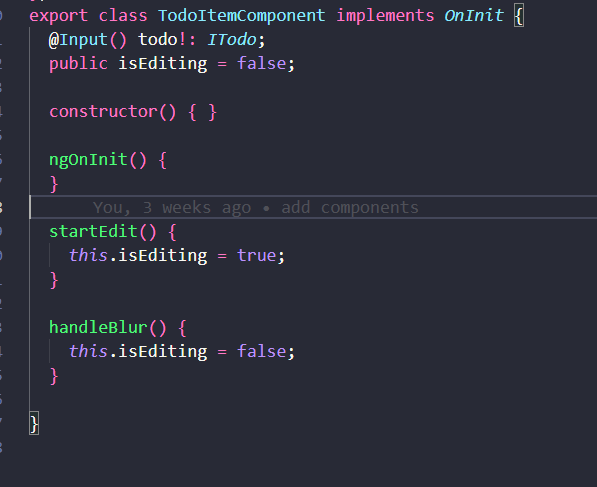 export class TodoItemComponent implements OnInit {
  @Input() todo!: ITodo;
  public isEditing = false;

  constructor() { }

  ngOnInit() {
  }
      You, 3 weeks ago • add components
  startEdit() {
    this.isEditing = true;
  }

  handleBlur() {
    this.isEditing = false;
  }

}